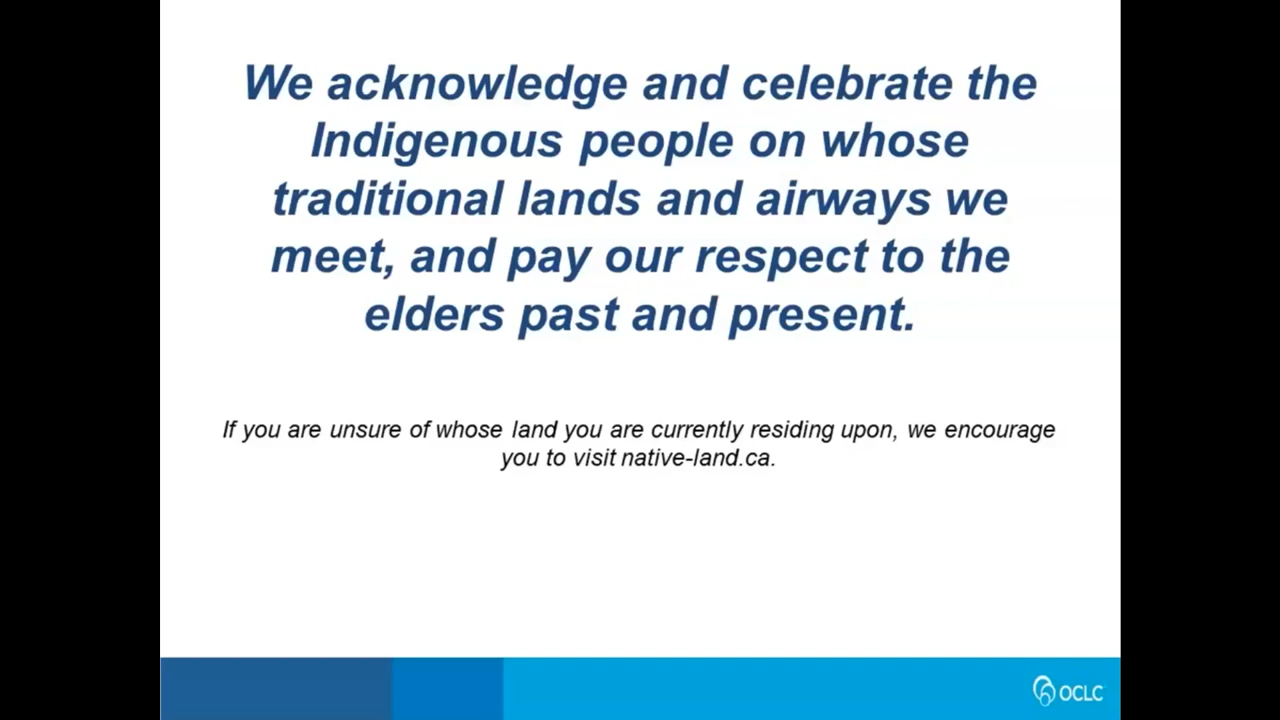 We acknowledge and celebrate the
Indigenous people on whose
traditional lands and airways we
meet, and pay our respect to the
elders past and present.
If you are unsure of whose land you are currently residing upon, we encourage
you to visit native-land.ca.
OCLC